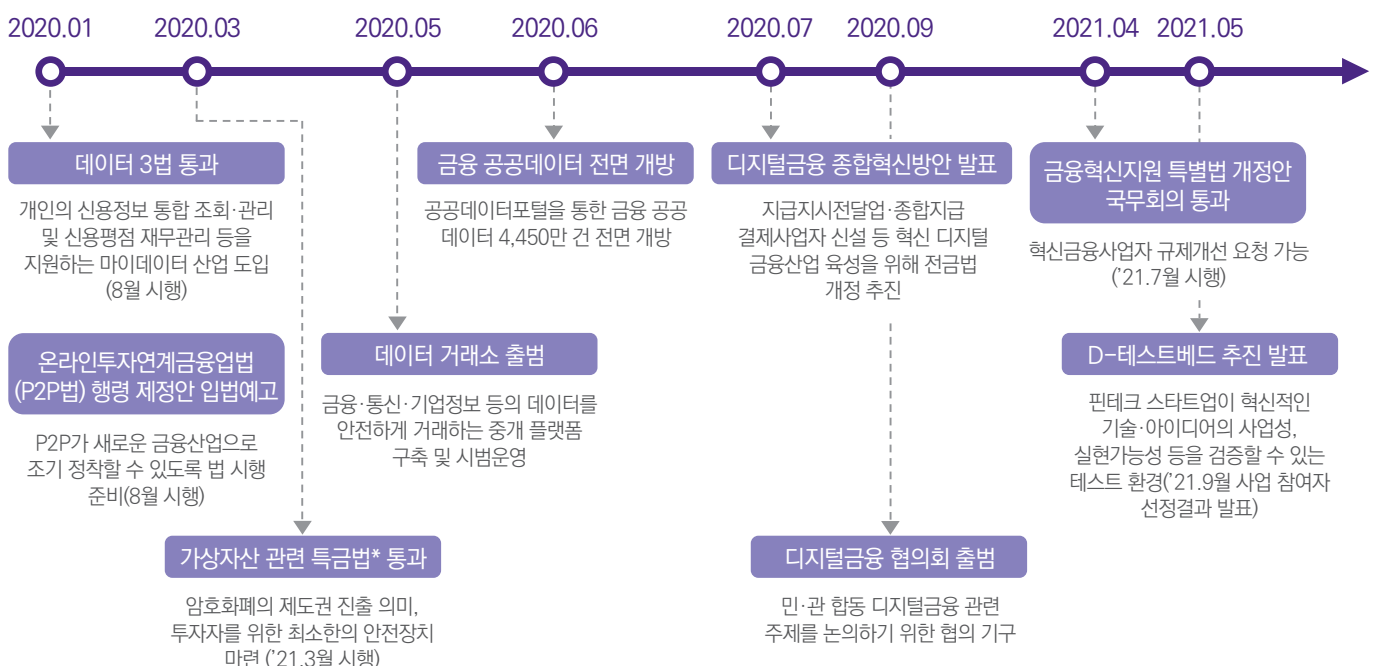 2020.01
2020.03
2020.05
2020.06
2020.07
2020.09
2021.04
2021.05
데이터 3법 통과
개인의 신용정보 통합 조회·관리
및 신용평점 재무관리 등을
지원하는 마이데이터 산업 도입
(8월 시행)
온라인투자연계금융업법
(P2P법) 행령 제정안 입법예고
P2P가 새로운 금융산업으로
조기 정착할 수 있도록 법 시행
준비(8월 시행)
가상자산 관련 특금법* 통과
암호화폐의 제도권 진출 의미,
투자자를 위한 최소한의 안전장치
마련 ('21.3월 시행)
데이터 거래소 출범
금융·통신·기업정보 등의 데이터를
안전하게 거래하는 중개 플랫폼
구축 및 시범운영
금융 공공데이터 전면 개방
공공데이터포털을 통한 금융 공공
데이터 4,450만 건 전면 개방
디지털금융 종합혁신방안 발표
지급지시전달업·종합지급
결제사업자 신설 등 혁신 디지털
금융산업 육성을 위해 전금법
개정 추진
디지털금융 협의회 출범
민·관 합동 디지털금융 관련
주제를 논의하기 위한 협의 기구
금융혁신지원 특별법 개정안
국무회의 통과
혁신금융사업자 규제개선 요청 가능
('21.7월 시행)
D-테스트베드 추진 발표
핀테크 스타트업이 혁신적인
기술·아이디어의 사업성,
실현가능성 등을 검증할 수 있는
테스트 환경('21.9월 사업 참여자
선정결과 발표)